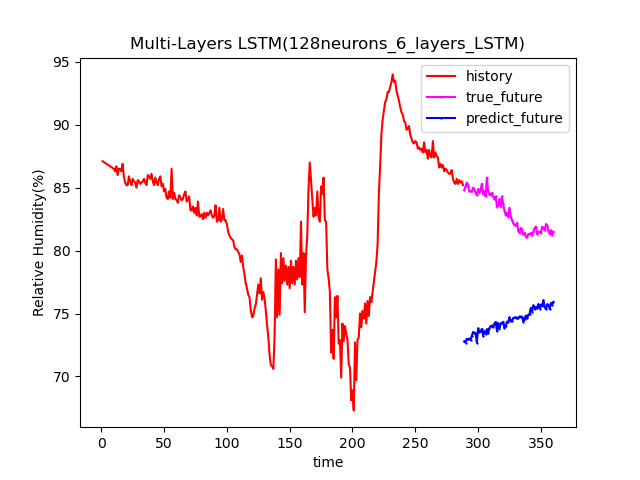 Multi-Layers LSTM(128neurons_6_layers_LSTM)
history
true_future
predict_future
Relative Humidity(%)
95
90
85
80
75
70
0
50
100
150
200
250
300
350
time